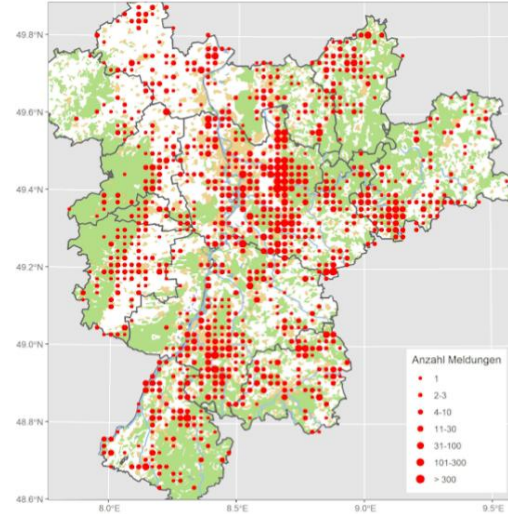 49.8°N
49.6°N
49.4°N
49.2°N
49.0°N
48.8°N
48.6°N
8.0°E
8.5°E
9.0°E
9.5°E
Anzahl Meldungen
1
2-3
4-10
11-30
31-100
101-300
> 300